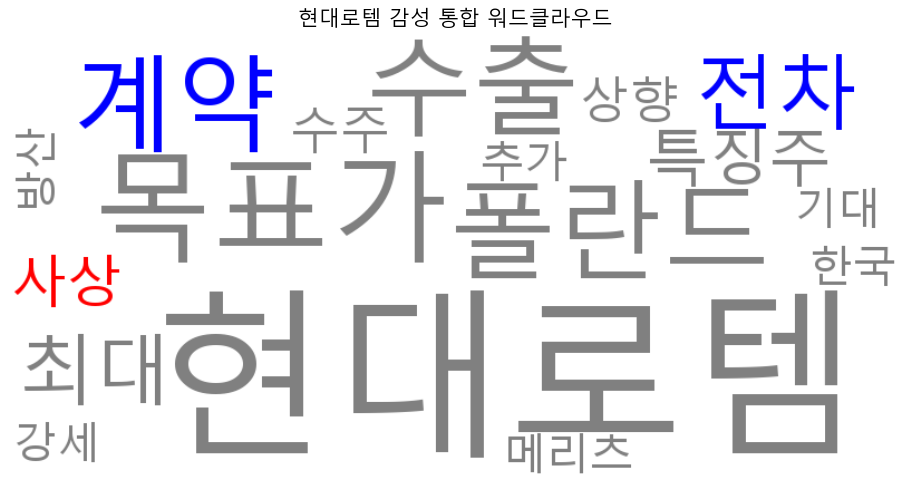 현대로템 감성 통합 워드클라우드
계약
수출
전차
상향
수주
방산
추가
특징주
목표가
폴란드
기대
사상
한국
현대로템
최대
강세
메리츠